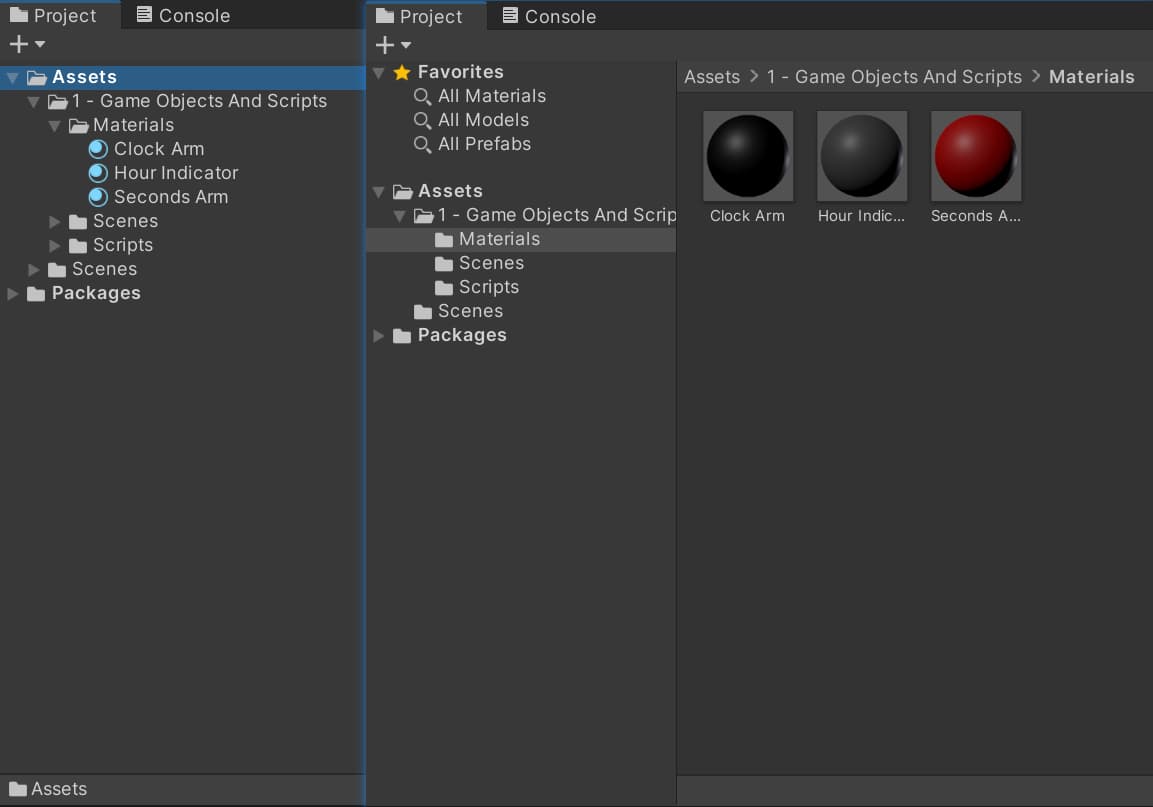 Project Console
Assets
1 - Game Objects And Scripts
Materials
Clock Arm
Hour Indicator
Seconds Arm
Scenes
Scripts
Scenes
Packages
Assets
Project Console
Favorites
All Materials
All Models
All Prefabs
Assets
1 - Game Objects And Scrip
Materials
Scenes
Scripts
Scenes
Packages
Assets > 1 - Game Objects And Scripts > Materials
Clock Arm Hour Indic... Seconds A...